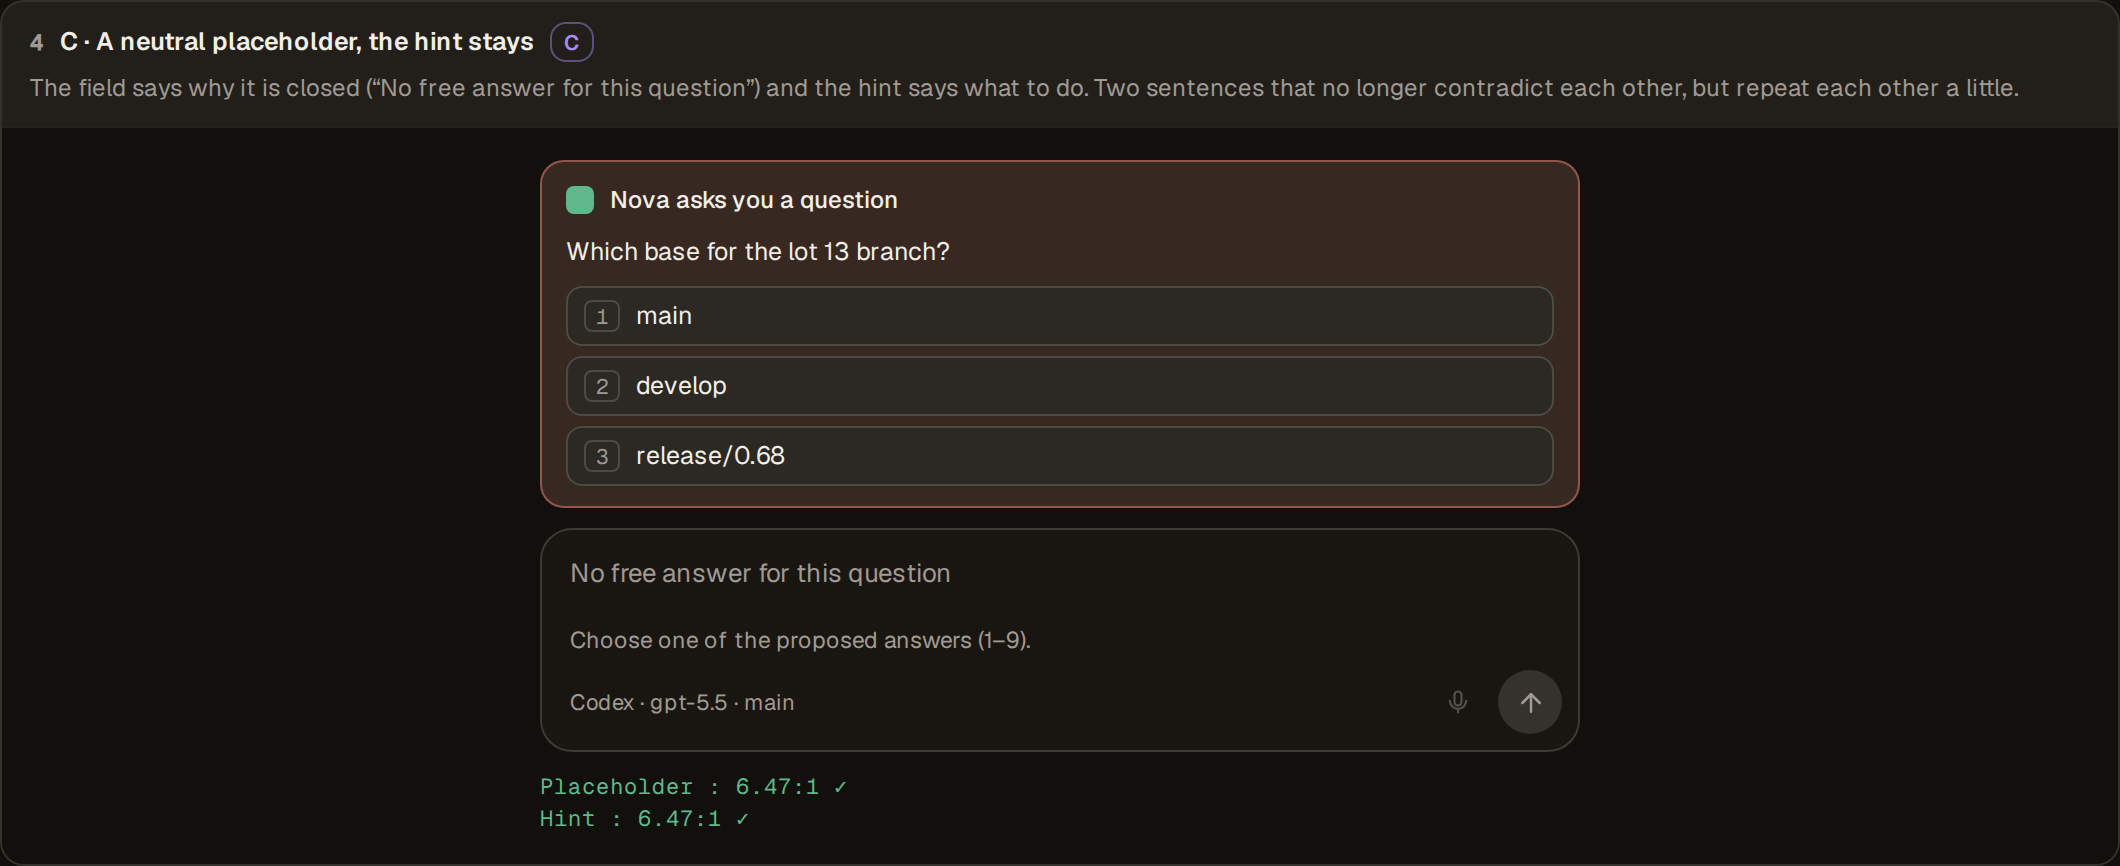 4 C · A neutral placeholder, the hint stays C
The field says why it is closed (“No free answer for this question”) and the hint says what to do. Two sentences that no longer contradict each other, but repeat each other a little.
Nova asks you a question
Which base for the lot 13 branch?
1 main
2 develop
3 release/0.68
No free answer for this question
Choose one of the proposed answers (1–9).
Codex · gpt-5.5 · main
Placeholder : 6.47:1 ✓
Hint : 6.47:1 ✓